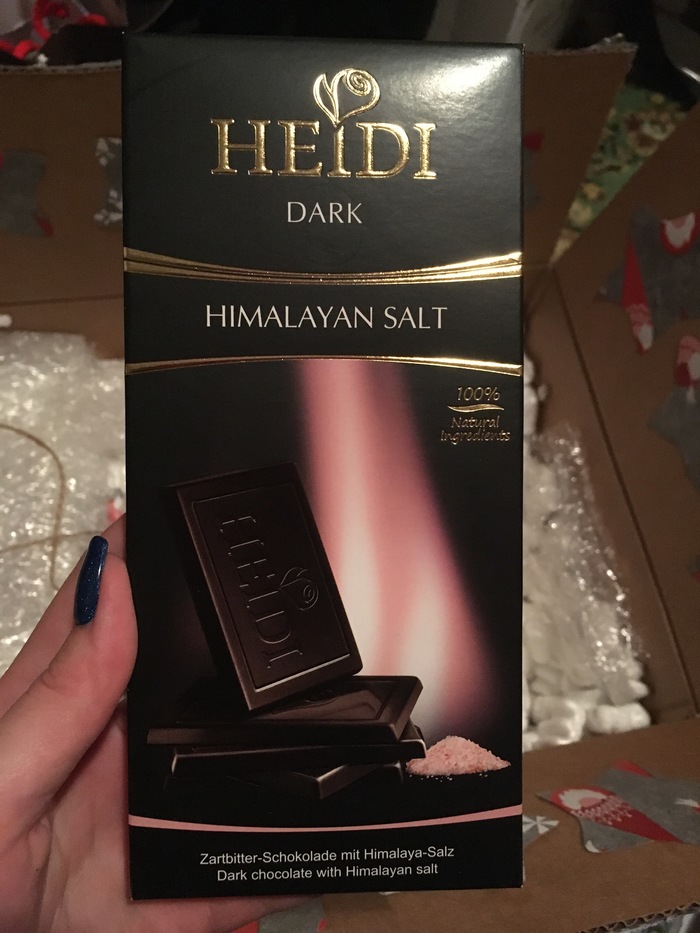 HEIDI
DARK
HIMALAYAN SALT
100%
Natural
ingredients
HEIDI
Zartbitter-Schokolade mit Himalaya-Salz
Dark chocolate with Himalayan salt